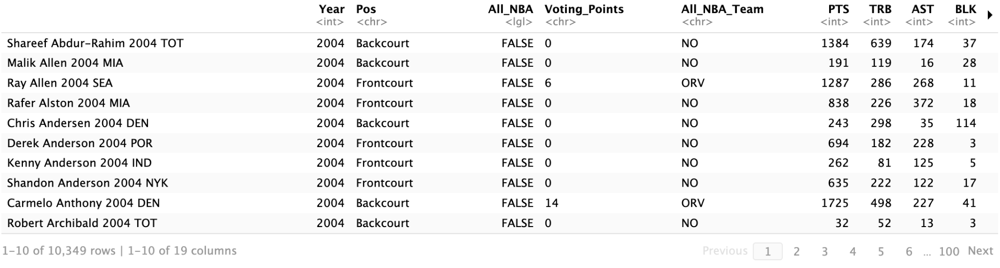 Year Pos All_NBA Voting_Points All_NBA_Team PTS TRB AST BLK
<int> <chr> <lgl> <chr> <chr> <int> <int> <int> <int>
Shareef Abdur-Rahim 2004 TOT 2004 Backcourt FALSE 0 NO 1384 639 174 37
Malik Allen 2004 MIA 2004 Backcourt FALSE 0 NO 191 119 16 28
Ray Allen 2004 SEA 2004 Frontcourt FALSE 6 ORV 1287 286 268 11
Rafer Alston 2004 MIA 2004 Frontcourt FALSE 0 NO 838 226 372 18
Chris Andersen 2004 DEN 2004 Backcourt FALSE 0 NO 243 298 35 114
Derek Anderson 2004 POR 2004 Frontcourt FALSE 0 NO 694 182 228 3
Kenny Anderson 2004 IND 2004 Frontcourt FALSE 0 NO 262 81 125 5
Shandon Anderson 2004 NYK 2004 Frontcourt FALSE 0 NO 635 222 122 17
Carmelo Anthony 2004 DEN 2004 Backcourt FALSE 14 ORV 1725 498 227 41
Robert Archibald 2004 TOT 2004 Backcourt FALSE 0 NO 32 52 13 3
1-10 of 10,349 rows | 1-10 of 19 columns Previous 1 2 3 4 5 6 ... 100 Next